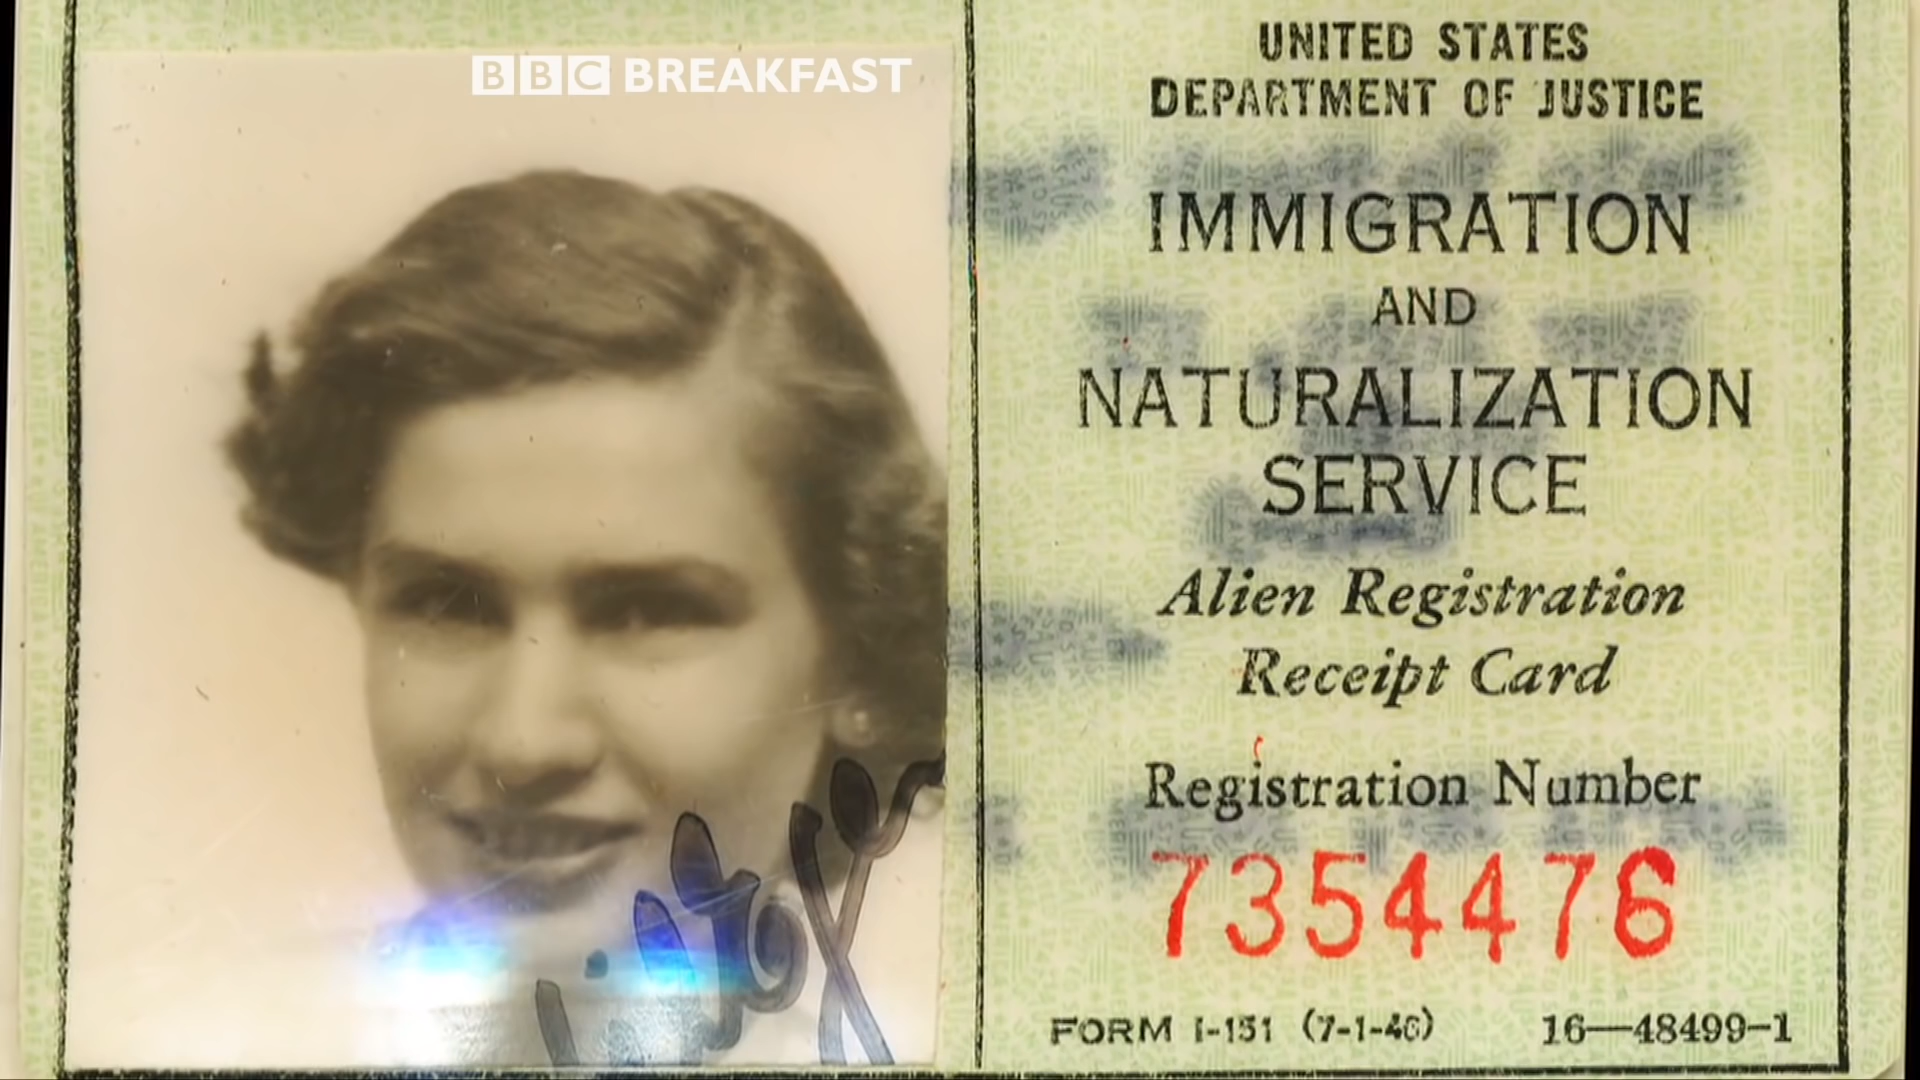 BBC BREAKFAST
UNITED STATES
DEPARTMENT OF JUSTICE
IMMIGRATION
AND
NATURALIZATION
SERVICE
Alien Registration
Receipt Card
Registration Number
7354476
FORM I-151 (7-1-46)
16—48499-1